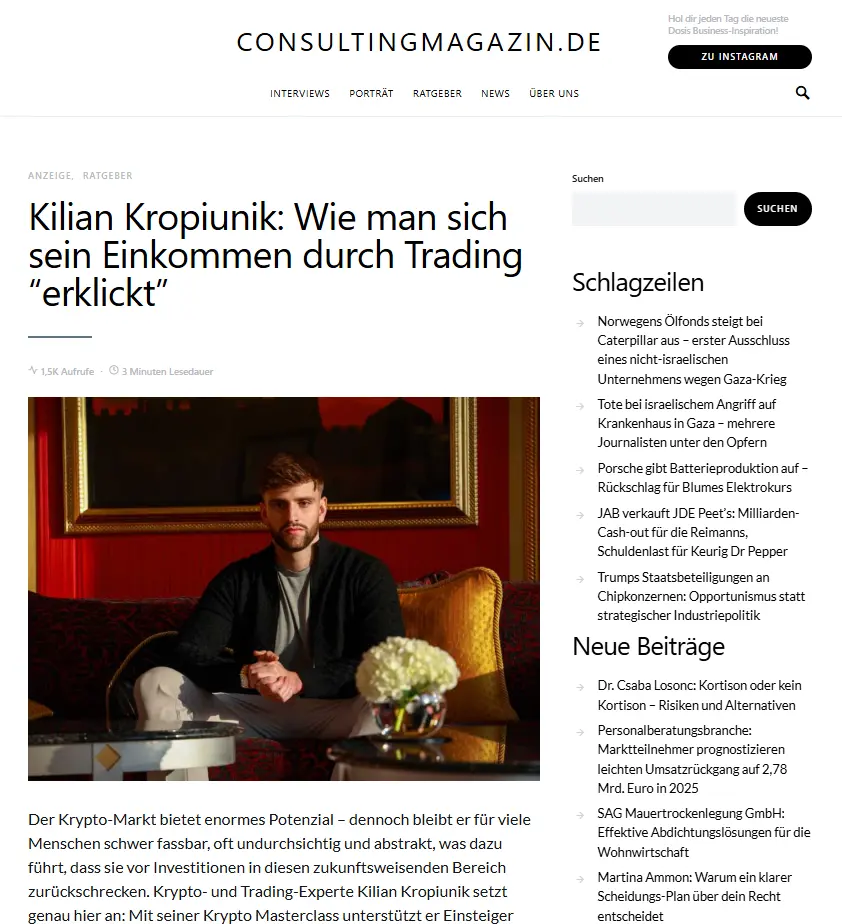 CONSULTINGMAGAZIN.DE
Hol dir jeden Tag die neueste
Dosis Business-Inspiration!
ZU INSTAGRAM
INTERVIEWS PORTRÄT RATGEBER NEWS ÜBER UNS
ANZEIGE, RATGEBER
Kilian Kropiunik: Wie man sich
sein Einkommen durch Trading
“erklickt”
1,5K Aufrufe · 3 Minuten Lesedauer
Der Krypto-Markt bietet enormes Potenzial – dennoch bleibt er für viele
Menschen schwer fassbar, oft undurchsichtig und abstrakt, was dazu
führt, dass sie vor Investitionen in diesen zukunftsweisenden Bereich
zurückschrecken. Krypto- und Trading-Experte Kilian Kropiunik setzt
genau hier an: Mit seiner Krypto Masterclass unterstützt er Einsteiger
Suchen
SUCHEN
Schlagzeilen
Norwegens Ölfonds steigt bei
Caterpillar aus – erster Ausschluss
eines nicht-israelischen
Unternehmens wegen Gaza-Krieg
Tote bei israelischem Angriff auf
Krankenhaus in Gaza – mehrere
Journalisten unter den Opfern
Porsche gibt Batterieproduktion auf –
Rückschlag für Blumes Elektrokurs
JAB verkauft JDE Peet’s: Milliarden-
Cash-out für die Reimanns,
Schuldenlast für Keurig Dr Pepper
Trumps Staatsbeteiligungen an
Chipkonzernen: Opportunismus statt
strategischer Industriepolitik
Neue Beiträge
Dr. Csaba Losonc: Kortison oder kein
Kortison – Risiken und Alternativen
Personalberatungsbranche:
Marktteilnehmer prognostizieren
leichten Umsatzrückgang auf 2,78
Mrd. Euro in 2025
SAG Mauertrockenlegung GmbH:
Effektive Abdichtungslösungen für die
Wohnwirtschaft
Martina Ammon: Warum ein klarer
Scheidungs-Plan über dein Recht
entscheidet